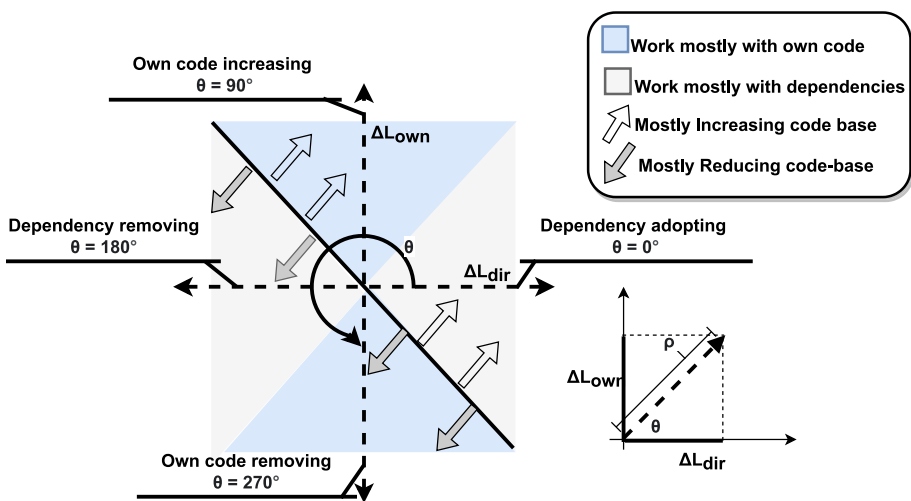 Work mostly with own code
Work mostly with dependencies
Mostly Increasing code base
Mostly Reducing code-base
Own code increasing
θ = 90°
ΔLown
Dependency removing
θ = 180°
θ
Dependency adopting
θ = 0°
ΔLdir
Own code removing
θ = 270°
ρ
ΔLown
θ
ΔLdir